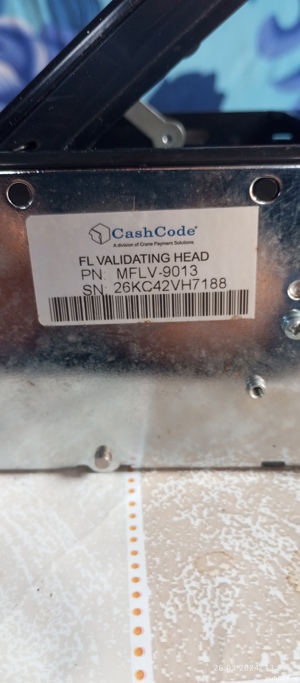 CashCode®
A division of Crane Payment Solutions
FL VALIDATING HEAD
PN: MFLV-9013
SN: 26KC42VH7188